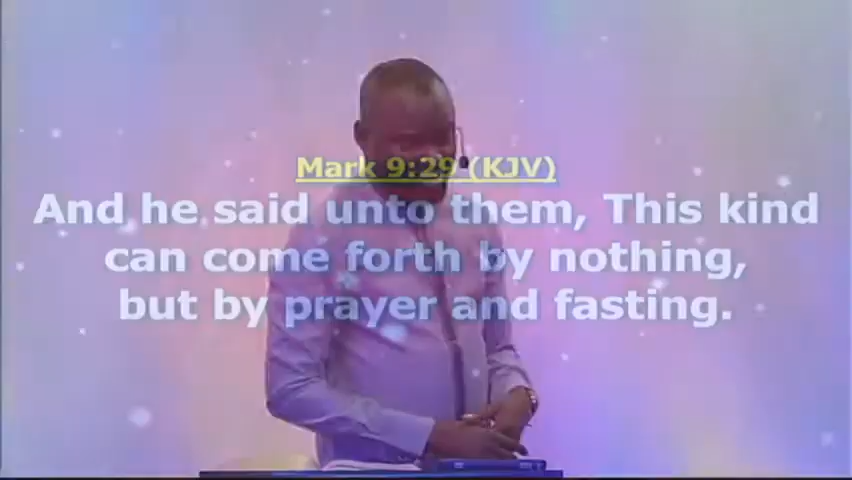 Mark 9:29 (KJV)
And he said unto them, This kind
can come forth by nothing,
but by prayer and fasting.